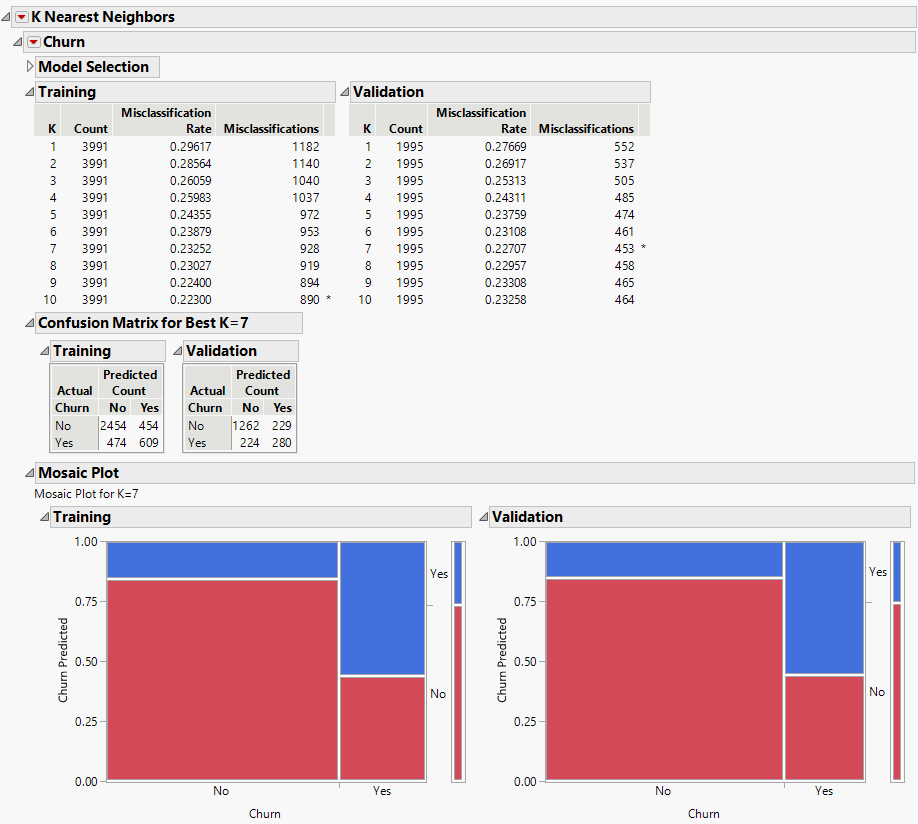 K Nearest Neighbors
Churn
Model Selection
Training
Misclassification
K Count Rate Misclassifications
1 3991 0.29617 1182
2 3991 0.28564 1140
3 3991 0.26059 1040
4 3991 0.25983 1037
5 3991 0.24355 972
6 3991 0.23879 953
7 3991 0.23252 928
8 3991 0.23027 919
9 3991 0.22400 894
10 3991 0.22300 890 *
Validation
Misclassification
K Count Rate Misclassifications
1 1995 0.27669 552
2 1995 0.26917 537
3 1995 0.25313 505
4 1995 0.24311 485
5 1995 0.23759 474
6 1995 0.23108 461
7 1995 0.22707 453 *
8 1995 0.22957 458
9 1995 0.23308 465
10 1995 0.23258 464
Confusion Matrix for Best K=7
Training
Predicted
Actual Count
Churn No Yes
No 2454 454
Yes 474 609
Validation
Predicted
Actual Count
Churn No Yes
No 1262 229
Yes 224 280
Mosaic Plot
Mosaic Plot for K=7
Training
Churn Predicted
1.00
0.75
0.50
0.25
0.00
Yes
No
No Yes
Churn
Validation
Churn Predicted
1.00
0.75
0.50
0.25
0.00
Yes
No
No Yes
Churn